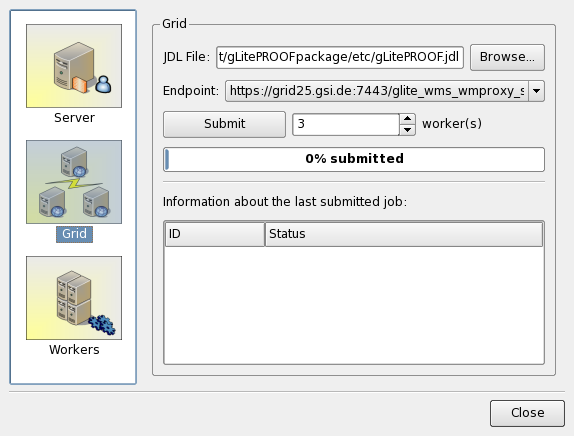 Server
Grid
Workers
Grid
JDL File: t/gLitePROOFpackage/etc/gLitePROOF.jdl Browse...
Endpoint: https://grid25.gsi.de:7443/glite_wms_wmproxy_s
Submit 3 worker(s)
0% submitted
Information about the last submitted job:
ID Status
Close